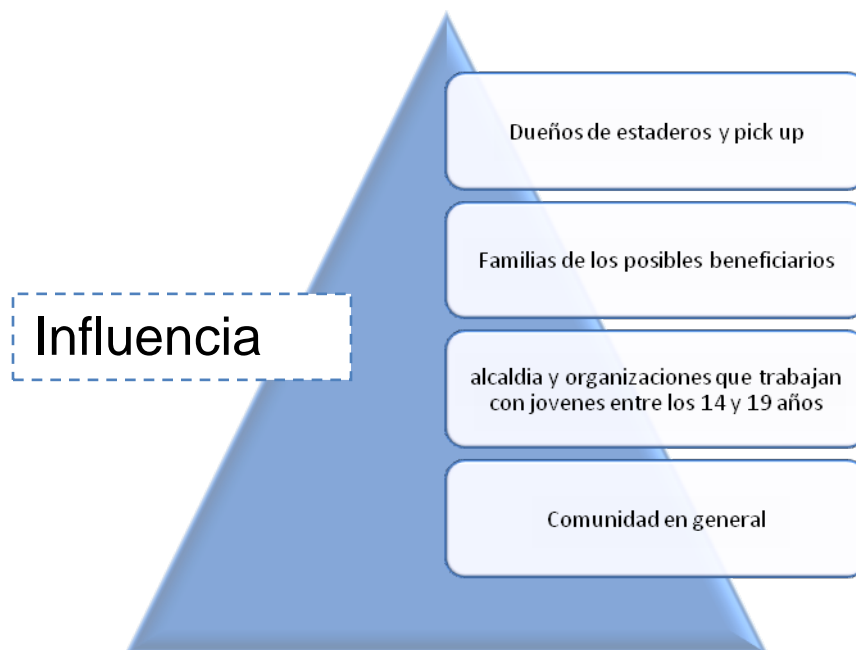 Dueños de estaderos y pick up
Familias de los posibles beneficiarios
Influencia
alcaldia y organizaciones que trabajan
con jovenes entre los 14 y 19 años
Comunidad en general